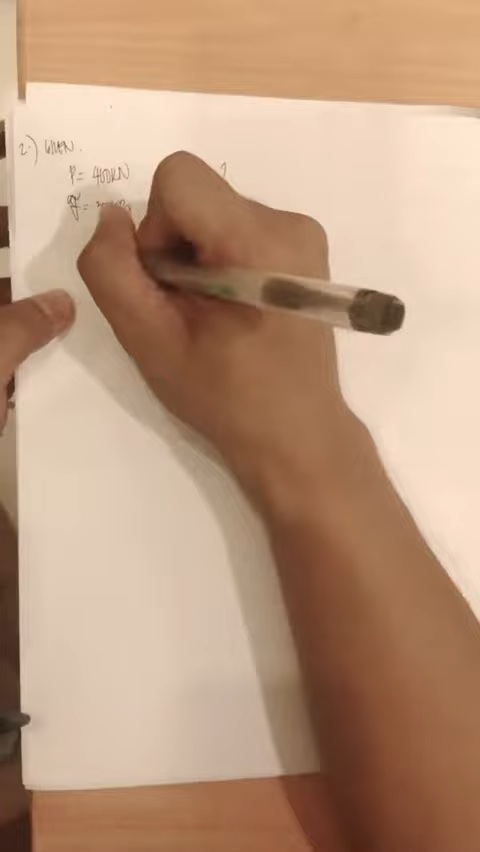 2.) GIVEN.
P = 400KN ?
σ =